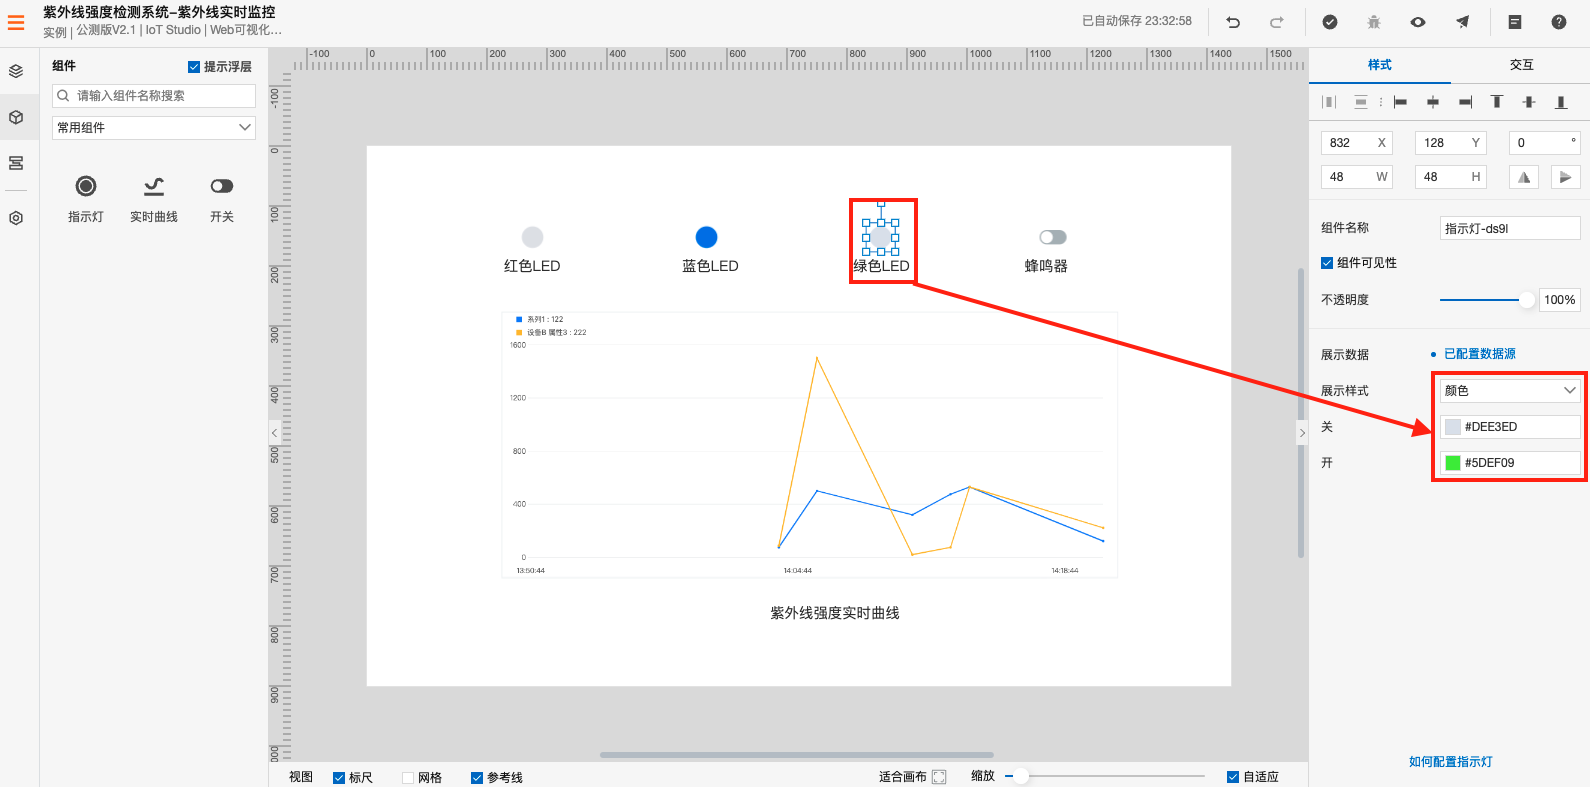 紫外线强度检测系统-紫外线实时监控
实例 | 公测版V2.1 | IoT Studio | Web可视化...
已自动保存 23:32:58
组件
提示浮层
请输入组件名称搜索
常用组件
指示灯
实时曲线
开关
-100 0 100 200 300 400 500 600 700 800 900 1000 1100 1200 1300 1400 1500
-100
0
100
200
300
400
500
600
700
800
900
红色LED
蓝色LED
绿色LED
蜂鸣器
系列1 : 122
设备B 属性3 : 222
1600
1200
800
400
0
13:50:44
14:04:44
14:18:44
紫外线强度实时曲线
视图
标尺
网格
参考线
适合画布
缩放
自适应
样式
交互
832 X
128 Y
0 °
48 W
48 H
组件名称
指示灯-ds9l
组件可见性
不透明度
100%
展示数据
已配置数据源
展示样式
颜色
关
#DEE3ED
开
#5DEF09
如何配置指示灯